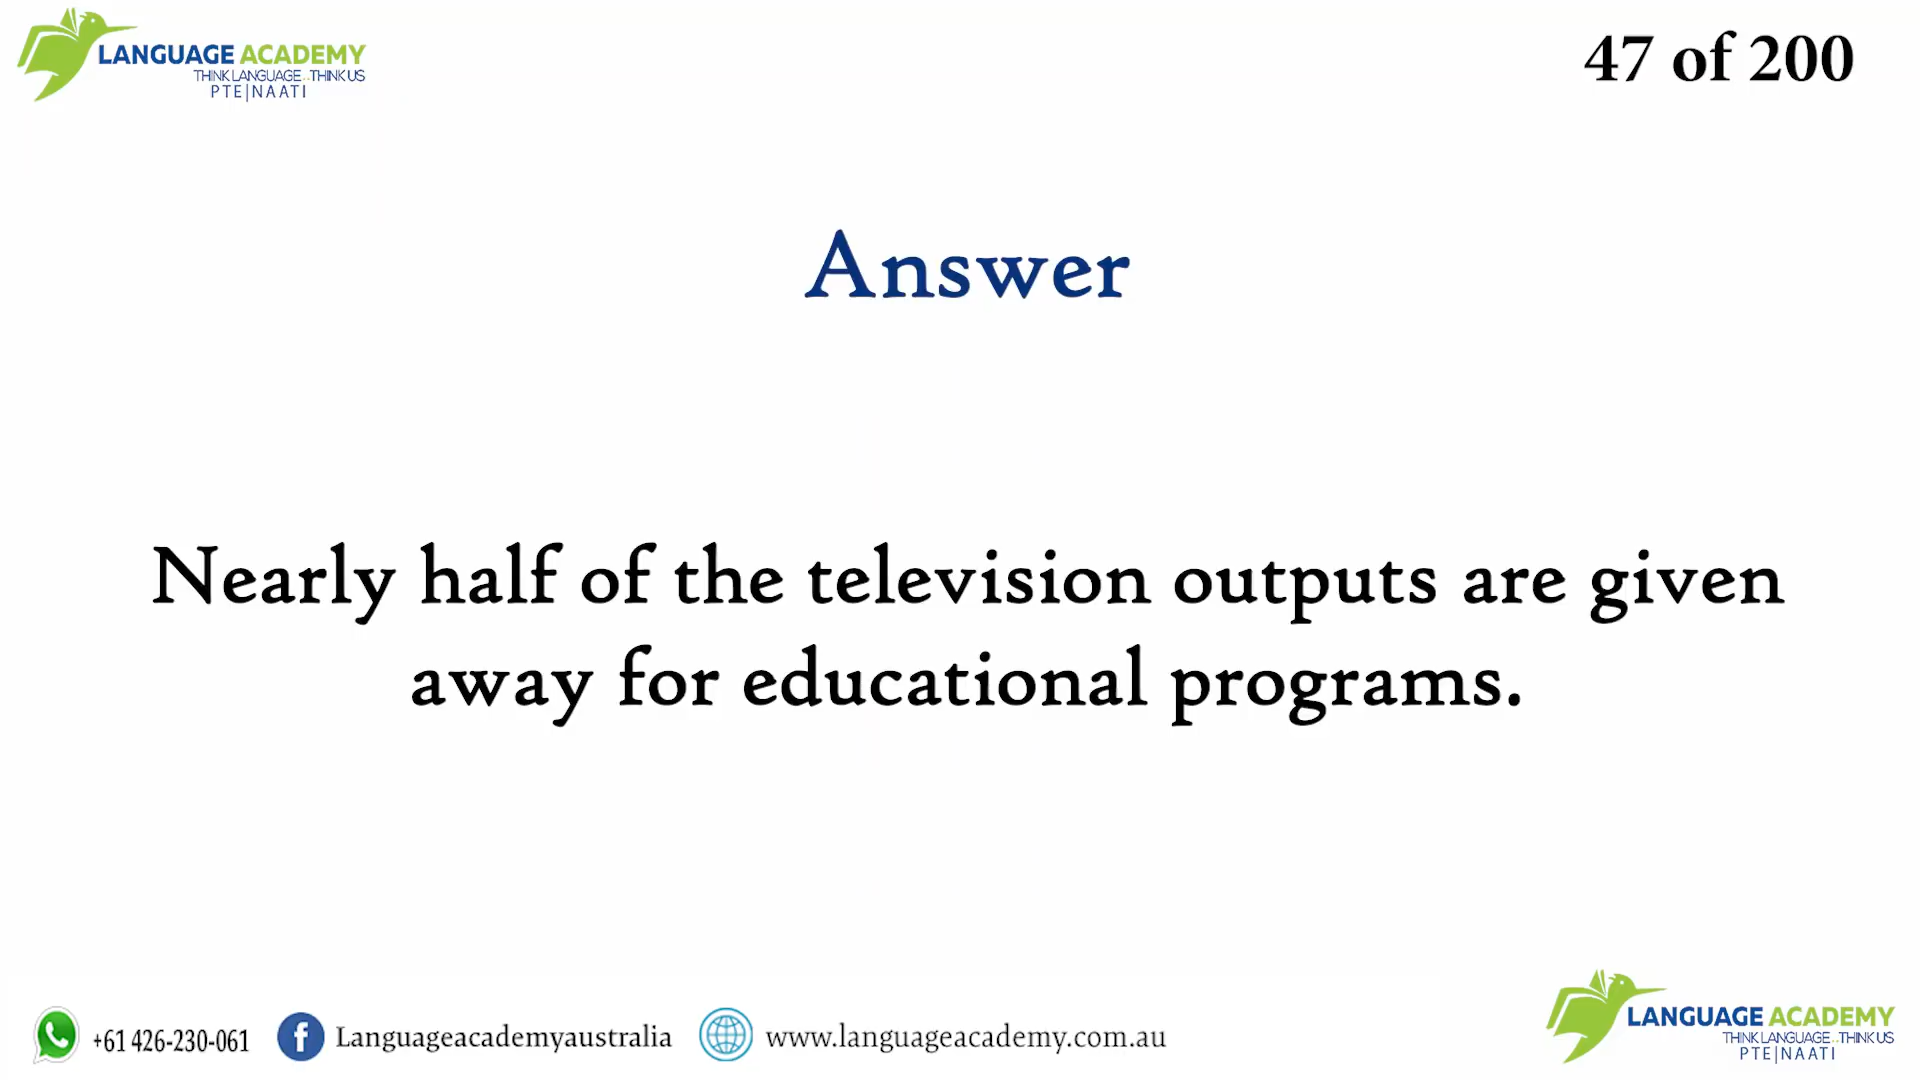 LANGUAGE ACADEMY
THINK LANGUAGE..THINK US
PTE|NAATI
47 of 200
Answer
Nearly half of the television outputs are given
away for educational programs.
+61 426-230-061
Languageacademyaustralia
www.languageacademy.com.au
LANGUAGE ACADEMY
THINK LANGUAGE..THINK US
PTE|NAATI